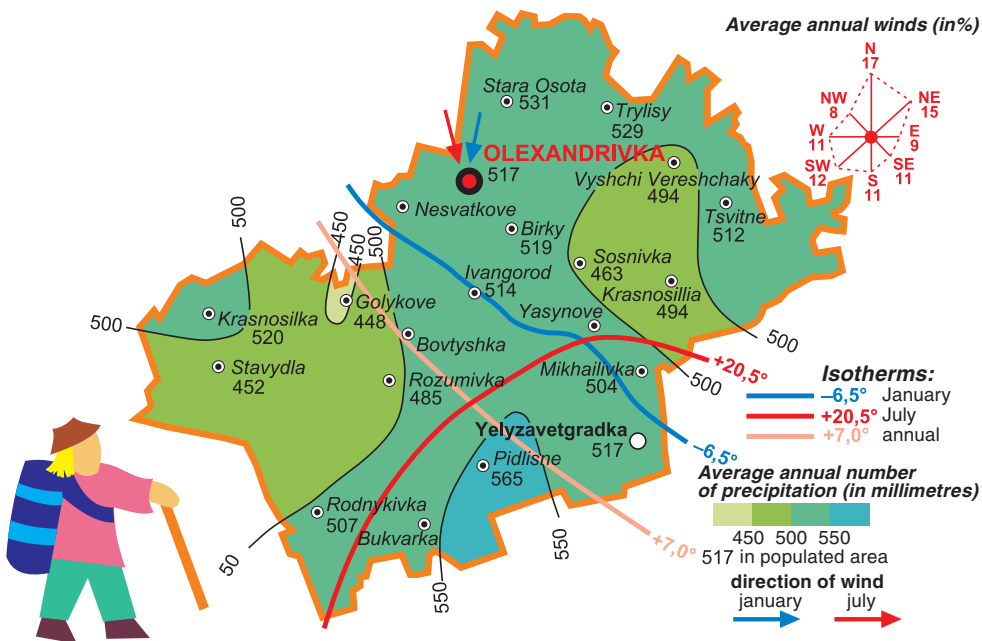 Average annual winds (in%)
N
17
NW
8
NE
15
W
11
E
9
SW
12
SE
11
S
11
Stara Osota
531
Trylisy
529
OLEXANDRIVKA
517
Vyshchi Vereshchaky
494
Nesvatkove
Tsvitne
512
Birky
519
500
450
450
500
Sosnivka
463
Ivangorod
514
Krasnosillia
494
Golykove
448
Yasynove
500
Krasnosilka
520
Bovtyshka
500
Stavydla
452
Rozumivka
485
Mikhailivka
504
500
+20,5°
Isotherms:
–6,5° January
+20,5° July
+7,0° annual
Yelyzavetgradka
517
–6,5°
Pidlisne
565
Average annual number
of precipitation (in millimetres)
450 500 550
517 in populated area
Rodnykivka
507
Bukvarka
50
550
550
+7,0°
direction of wind
january july